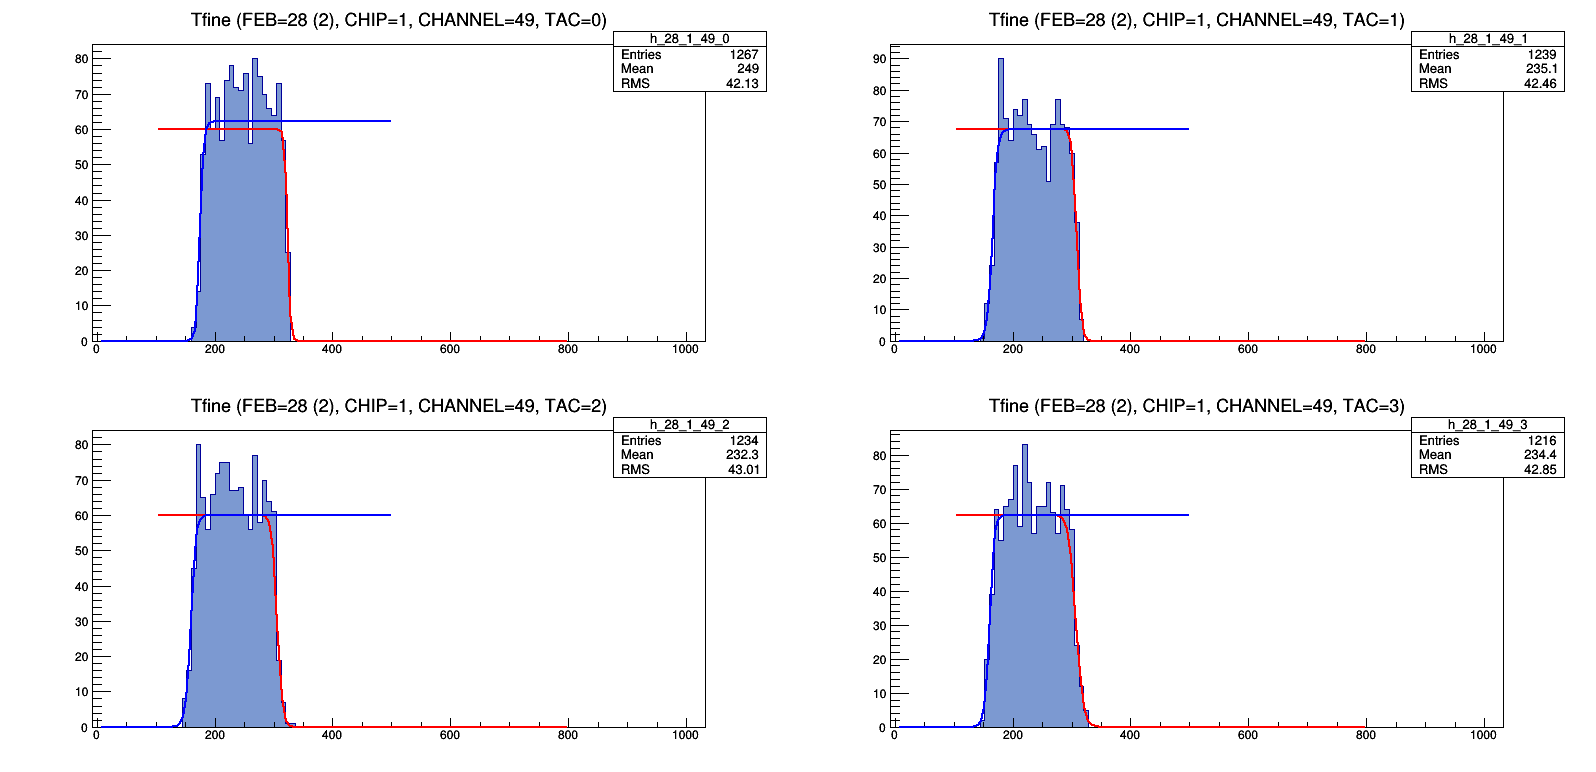 Tfine (FEB=28 (2), CHIP=1, CHANNEL=49, TAC=0)
h_28_1_49_0
Entries 1267
Mean 249
RMS 42.13
80
70
60
50
40
30
20
10
0
0 200 400 600 800 1000
Tfine (FEB=28 (2), CHIP=1, CHANNEL=49, TAC=1)
h_28_1_49_1
Entries 1239
Mean 235.1
RMS 42.46
90
80
70
60
50
40
30
20
10
0
0 200 400 600 800 1000
Tfine (FEB=28 (2), CHIP=1, CHANNEL=49, TAC=2)
h_28_1_49_2
Entries 1234
Mean 232.3
RMS 43.01
80
70
60
50
40
30
20
10
0
0 200 400 600 800 1000
Tfine (FEB=28 (2), CHIP=1, CHANNEL=49, TAC=3)
h_28_1_49_3
Entries 1216
Mean 234.4
RMS 42.85
80
70
60
50
40
30
20
10
0
0 200 400 600 800 1000